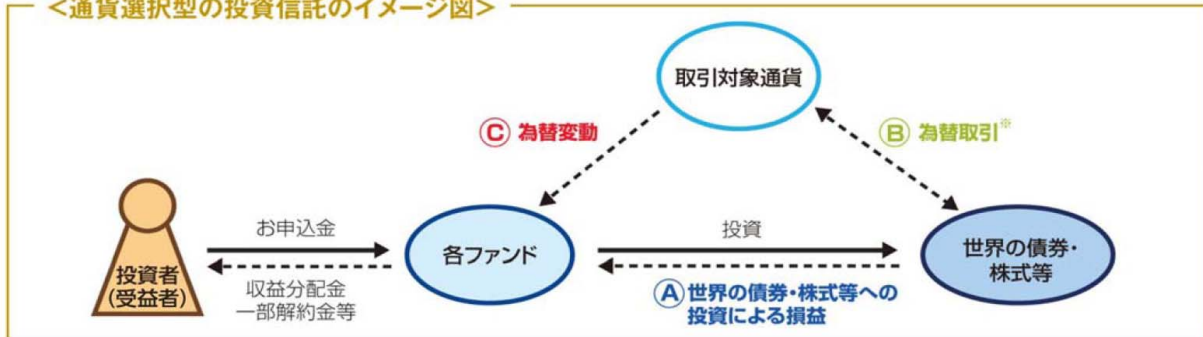 <通貨選択型の投資信託のイメージ図>
取引対象通貨
Ⓒ 為替変動
Ⓑ 為替取引※
お申込金
投資
投資者
(受益者)
各ファンド
世界の債券・
株式等
収益分配金
一部解約金等
Ⓐ世界の債券・株式等への
投資による損益